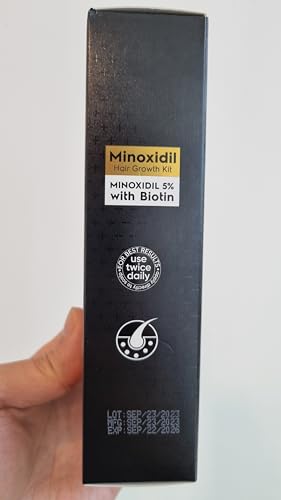 Minoxidil
Hair Growth Kit
MINOXIDIL 5%
with Biotin
FOR BEST RESULTS
use
twice
daily
LOT:SEP/23/2023
MFG:SEP/23/2023
EXP:SEP/22/2026